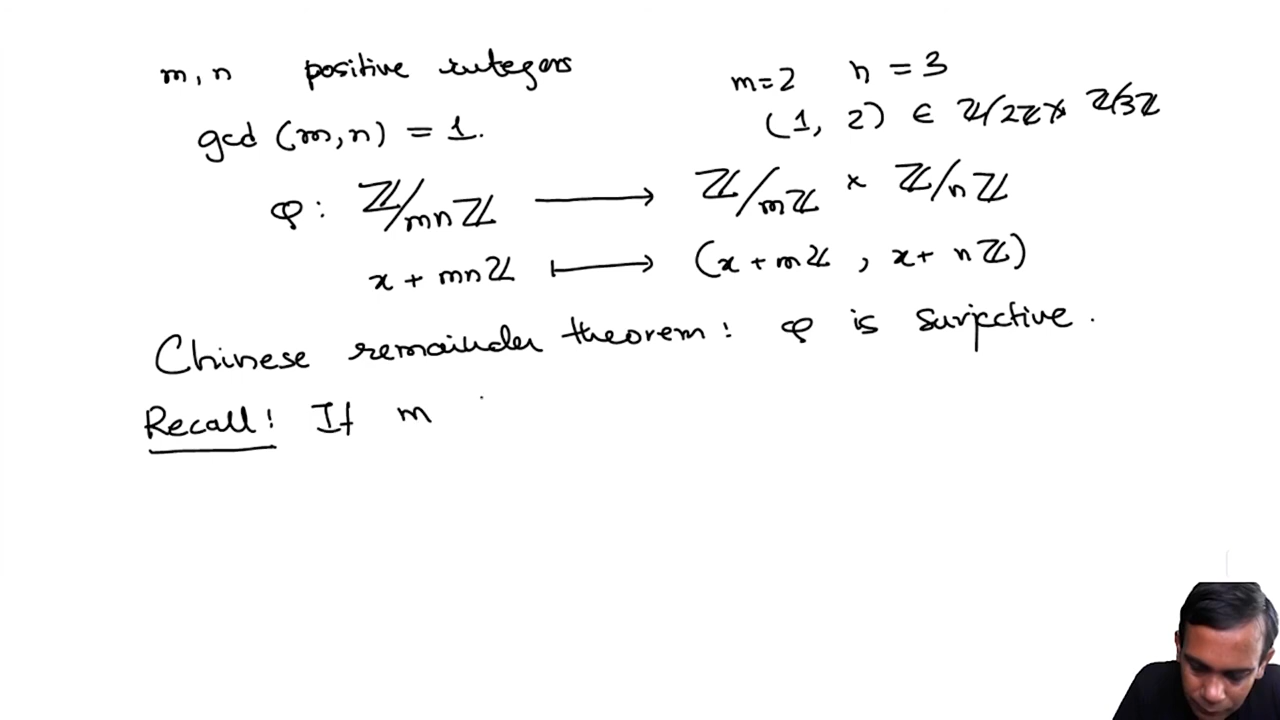 m, n positive integers
m=2 n = 3
gcd (m,n) = 1.
(1, 2) ∈ ℤ/2ℤ × ℤ/3ℤ
φ: ℤ/mnℤ ⟶ ℤ/mℤ × ℤ/nℤ
x + mnℤ ⟼ (x + mℤ , x + nℤ)
Chinese remainder theorem: φ is surjective.
Recall! If m